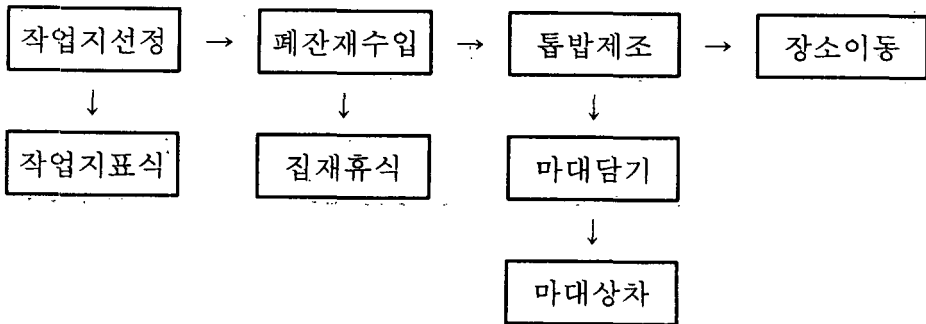 작업지선정 → 폐잔재수입 → 톱밥제조 → 장소이동
↓ ↓ ↓
작업지표식 집재휴식 마대담기
↓
마대상차